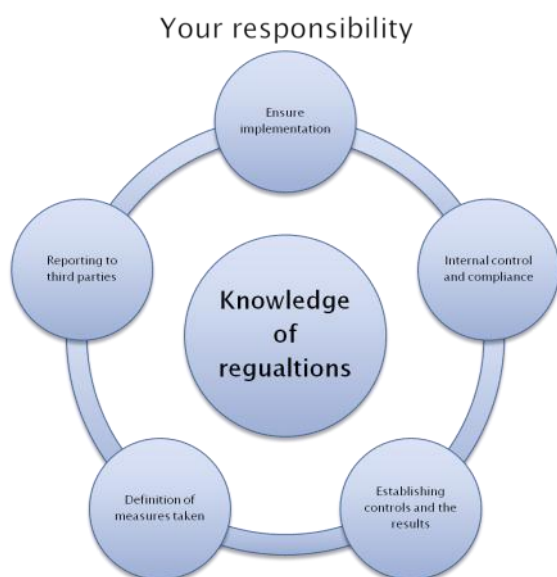 Your responsibility
Ensure
implementation
Internal control
and compliance
Establishing
controls and the
results
Definition of
measures taken
Reporting to
third parties
Knowledge
of
regualtions